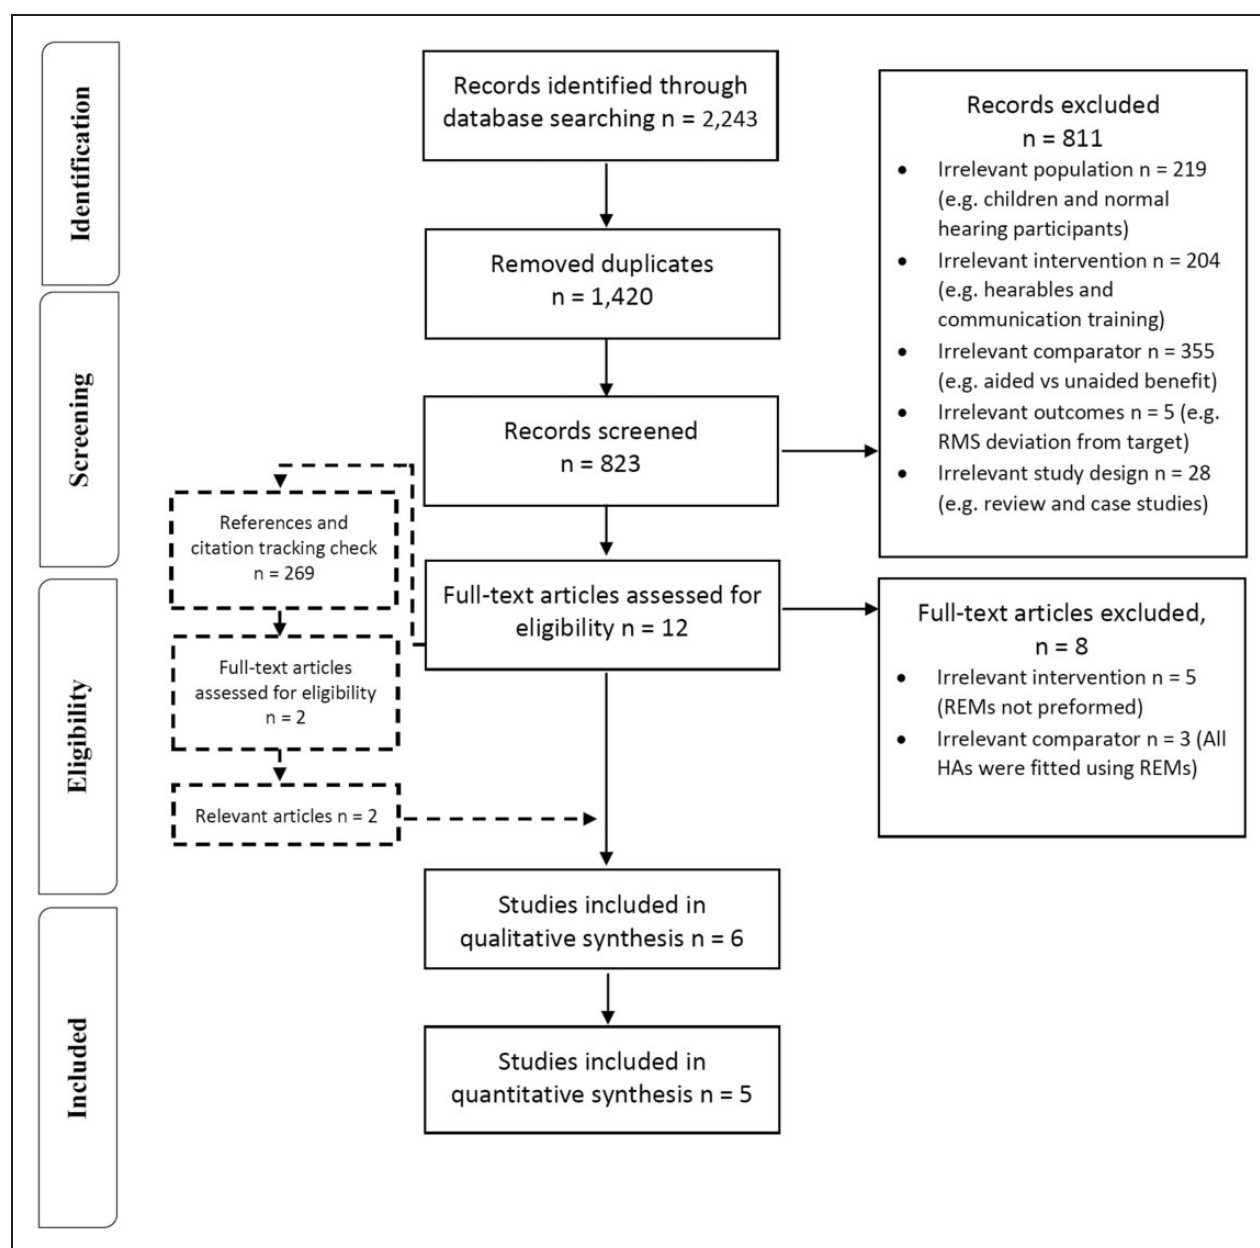 Identification
Records identified through
database searching n = 2,243
Removed duplicates
n = 1,420
Screening
Records screened
n = 823
Records excluded
n = 811
• Irrelevant population n = 219
(e.g. children and normal
hearing participants)
• Irrelevant intervention n = 204
(e.g. hearables and
communication training)
• Irrelevant comparator n = 355
(e.g. aided vs unaided benefit)
• Irrelevant outcomes n = 5 (e.g.
RMS deviation from target)
• Irrelevant study design n = 28
(e.g. review and case studies)
References and
citation tracking check
n = 269
Eligibility
Full-text articles assessed for
eligibility n = 12
Full-text articles excluded,
n = 8
• Irrelevant intervention n = 5
(REMs not preformed)
• Irrelevant comparator n = 3 (All
HAs were fitted using REMs)
Full-text articles
assessed for eligibility
n = 2
Relevant articles n = 2
Studies included in
qualitative synthesis n = 6
Included
Studies included in
quantitative synthesis n = 5